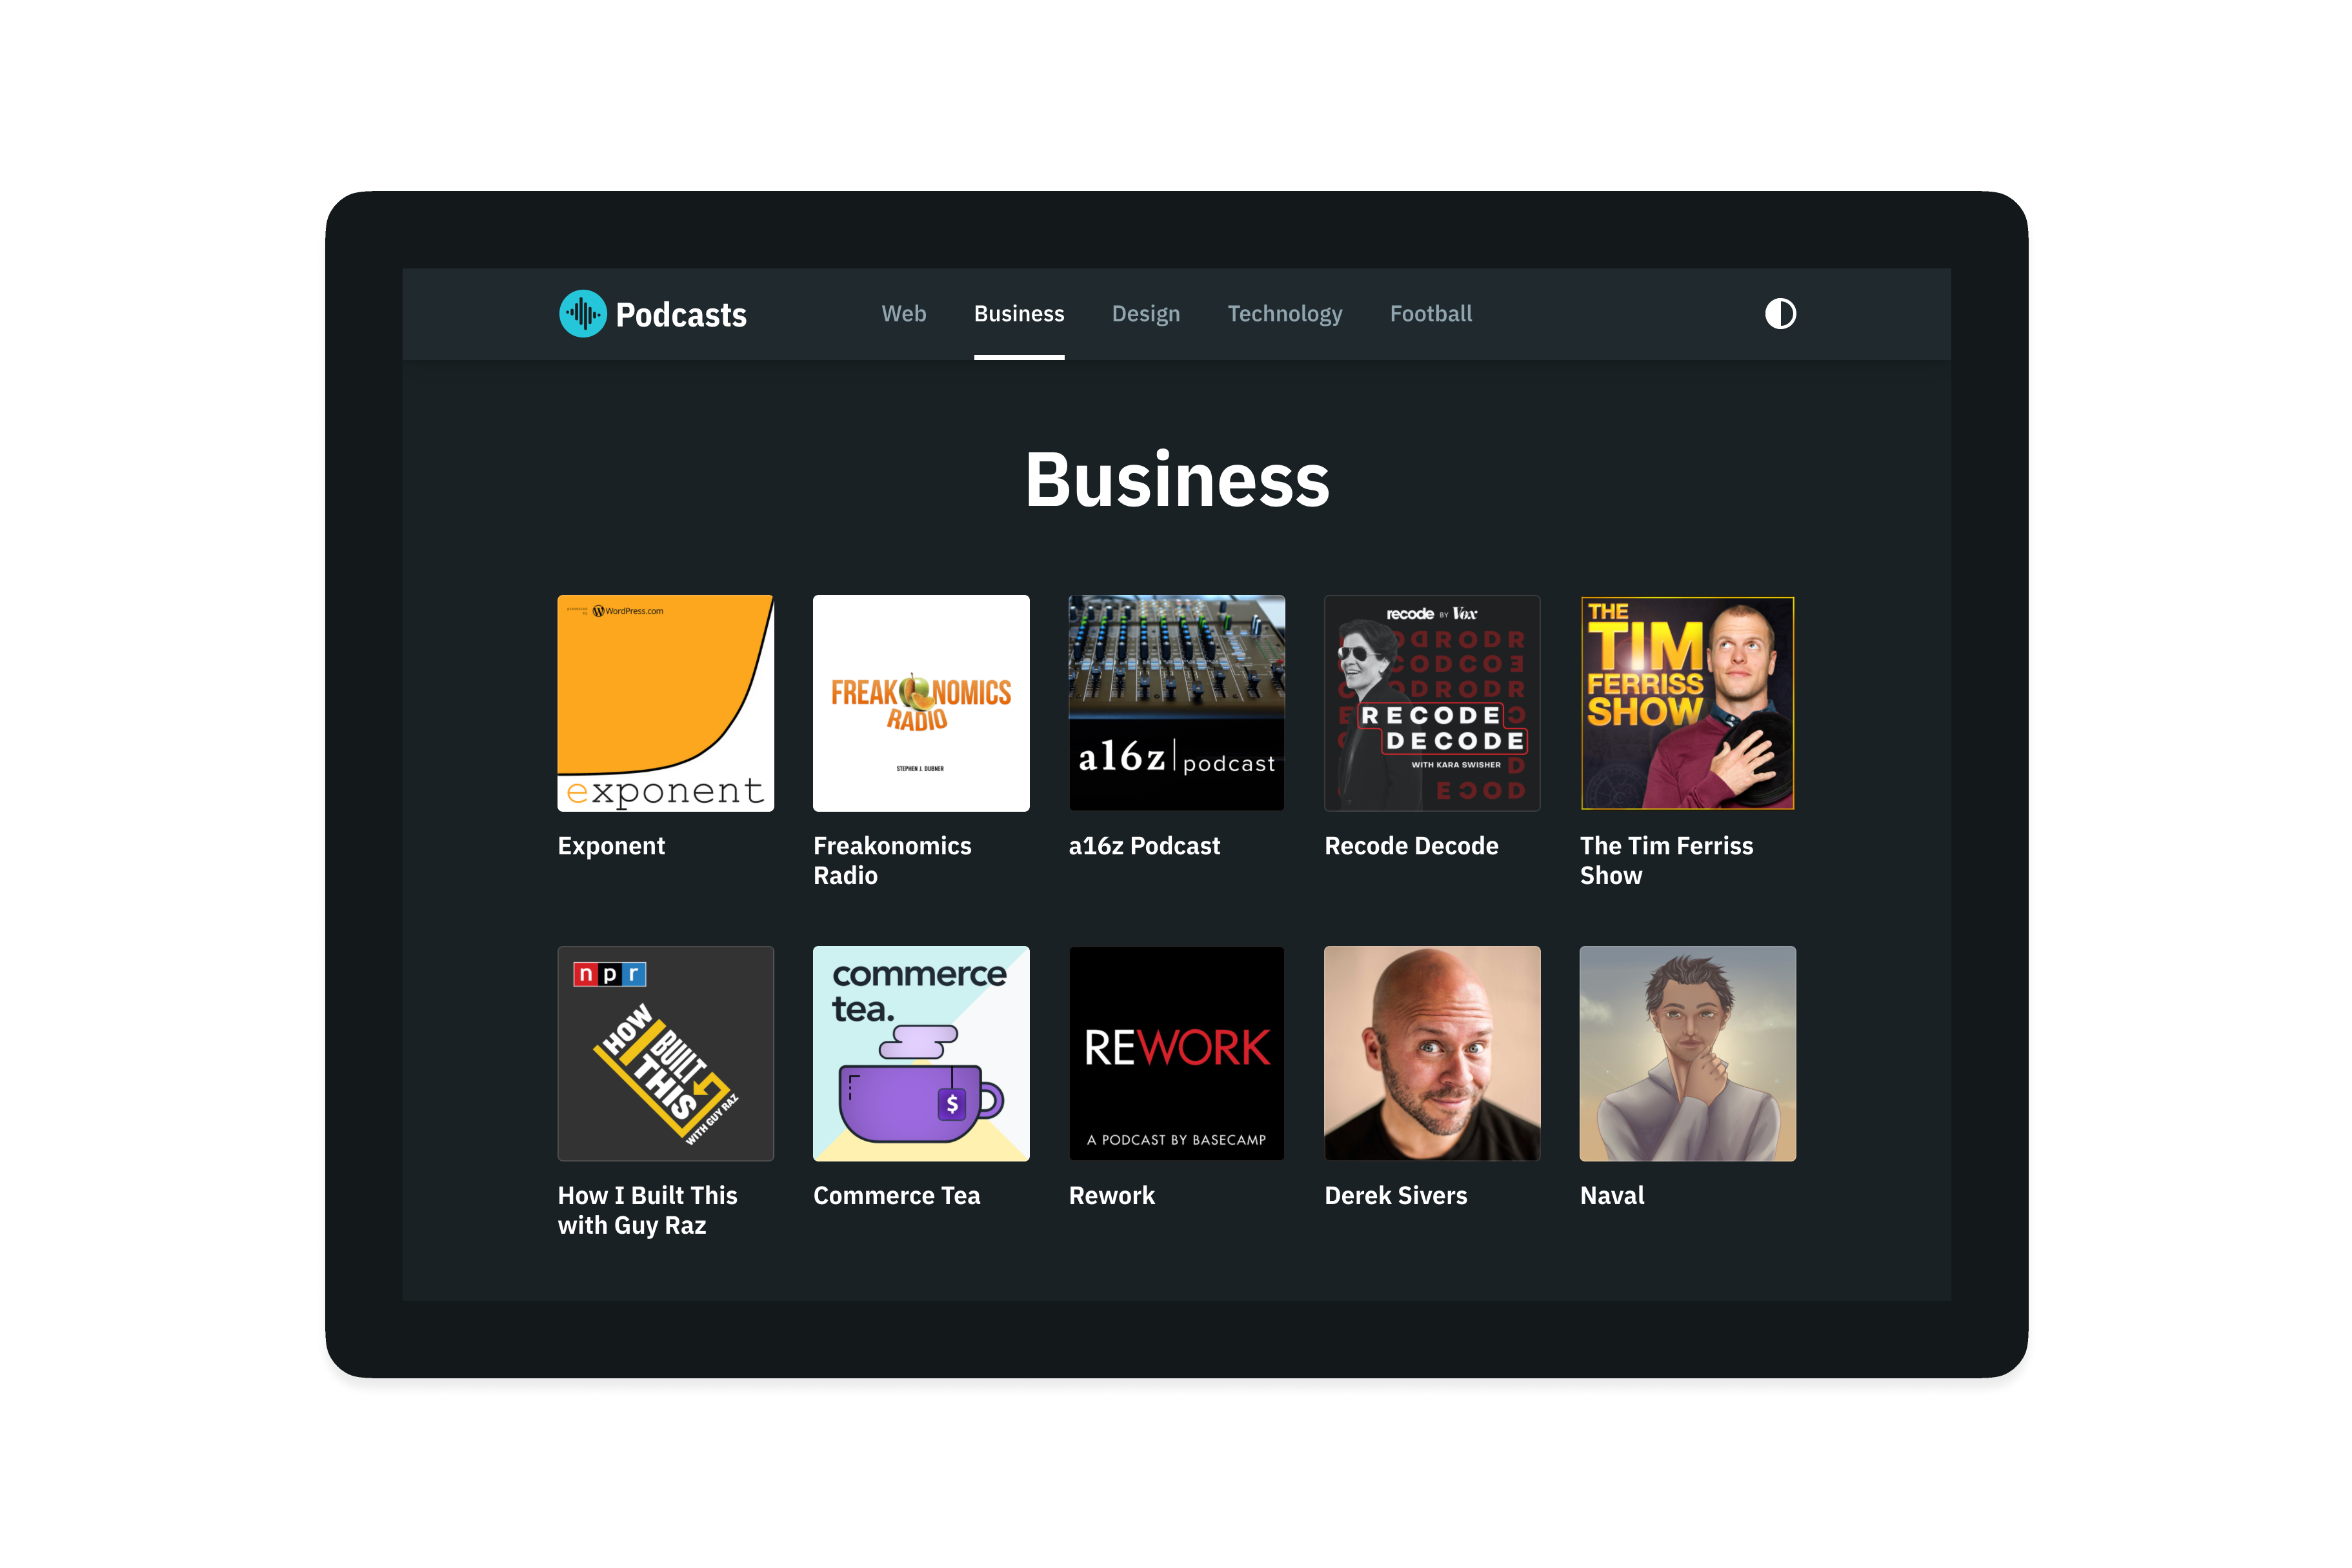 Podcasts
Web
Business
Design
Technology
Football
Business
presented
by
WordPress.com
exponent
Exponent
FREAKONOMICS
RADIO
STEPHEN J. DUBNER
Freakonomics
Radio
a16z podcast
a16z Podcast
recode BY Vox
RECODE
DECODE
WITH KARA SWISHER
Recode Decode
THE
TIM
FERRISS
SHOW
The Tim Ferriss
Show
npr
HOW
I
BUILT
THIS
WITH GUY RAZ
How I Built This
with Guy Raz
commerce
tea.
$
Commerce Tea
REWORK
A PODCAST BY BASECAMP
Rework
Derek Sivers
Naval